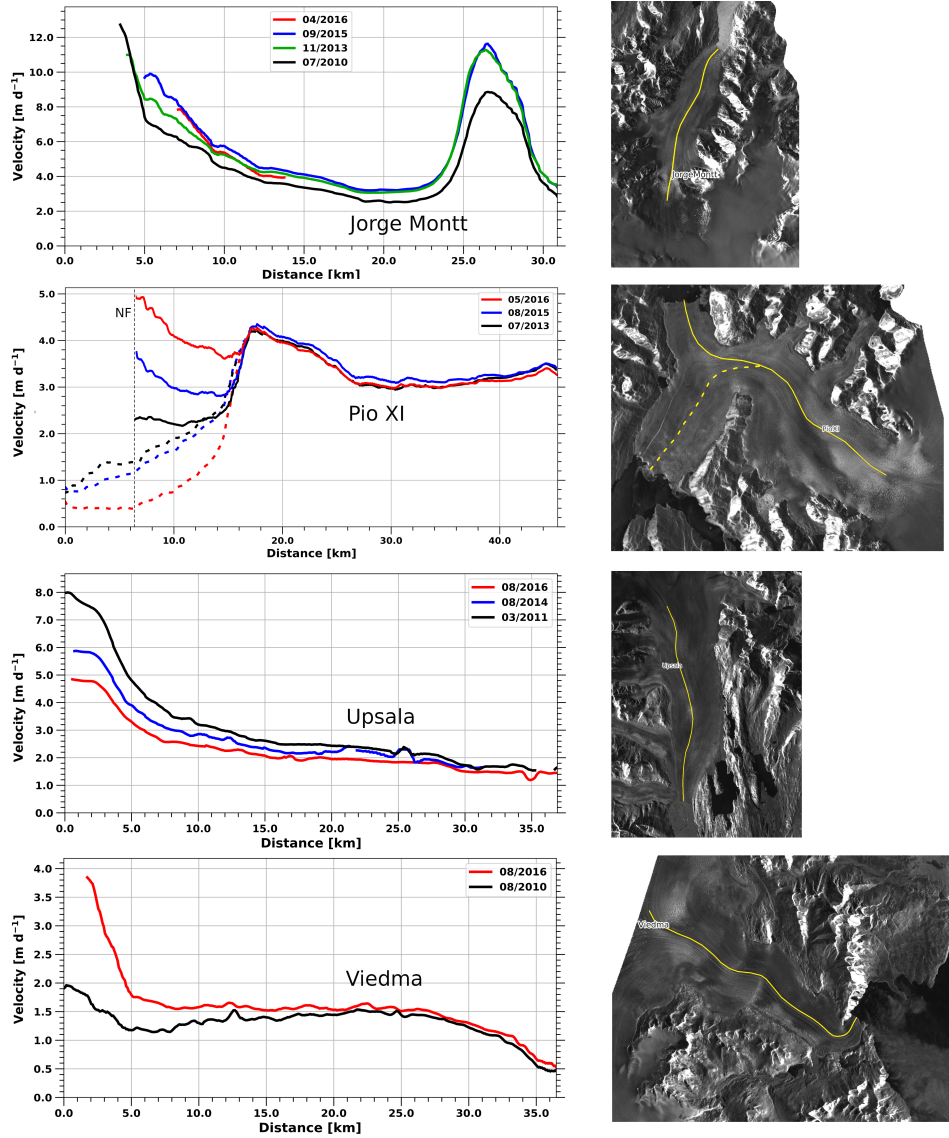 12.0
10.0
8.0
6.0
4.0
2.0
0.0
Velocity [m d⁻¹]
04/2016
09/2015
11/2013
07/2010
Jorge Montt
0.0 5.0 10.0 15.0 20.0 25.0 30.0
Distance [km]
JorgeMontt
5.0
4.0
3.0
2.0
1.0
0.0
Velocity [m d⁻¹]
NF
05/2016
08/2015
07/2013
Pio XI
0.0 10.0 20.0 30.0 40.0
Distance [km]
PioXI
8.0
7.0
6.0
5.0
4.0
3.0
2.0
1.0
0.0
Velocity [m d⁻¹]
08/2016
08/2014
03/2011
Upsala
0.0 5.0 10.0 15.0 20.0 25.0 30.0 35.0
Distance [km]
Upsala
4.0
3.5
3.0
2.5
2.0
1.5
1.0
0.5
0.0
Velocity [m d⁻¹]
08/2016
08/2010
Viedma
0.0 5.0 10.0 15.0 20.0 25.0 30.0 35.0
Distance [km]
Viedma